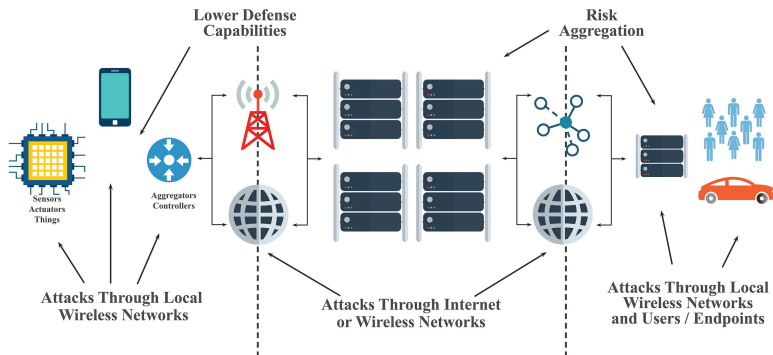 Lower Defense
Capabilities
Risk
Aggregation
Sensors
Actuators
Things
Aggregators
Controllers
Attacks Through Local
Wireless Networks
Attacks Through Internet
or Wireless Networks
Attacks Through Local
Wireless Networks
and Users / Endpoints